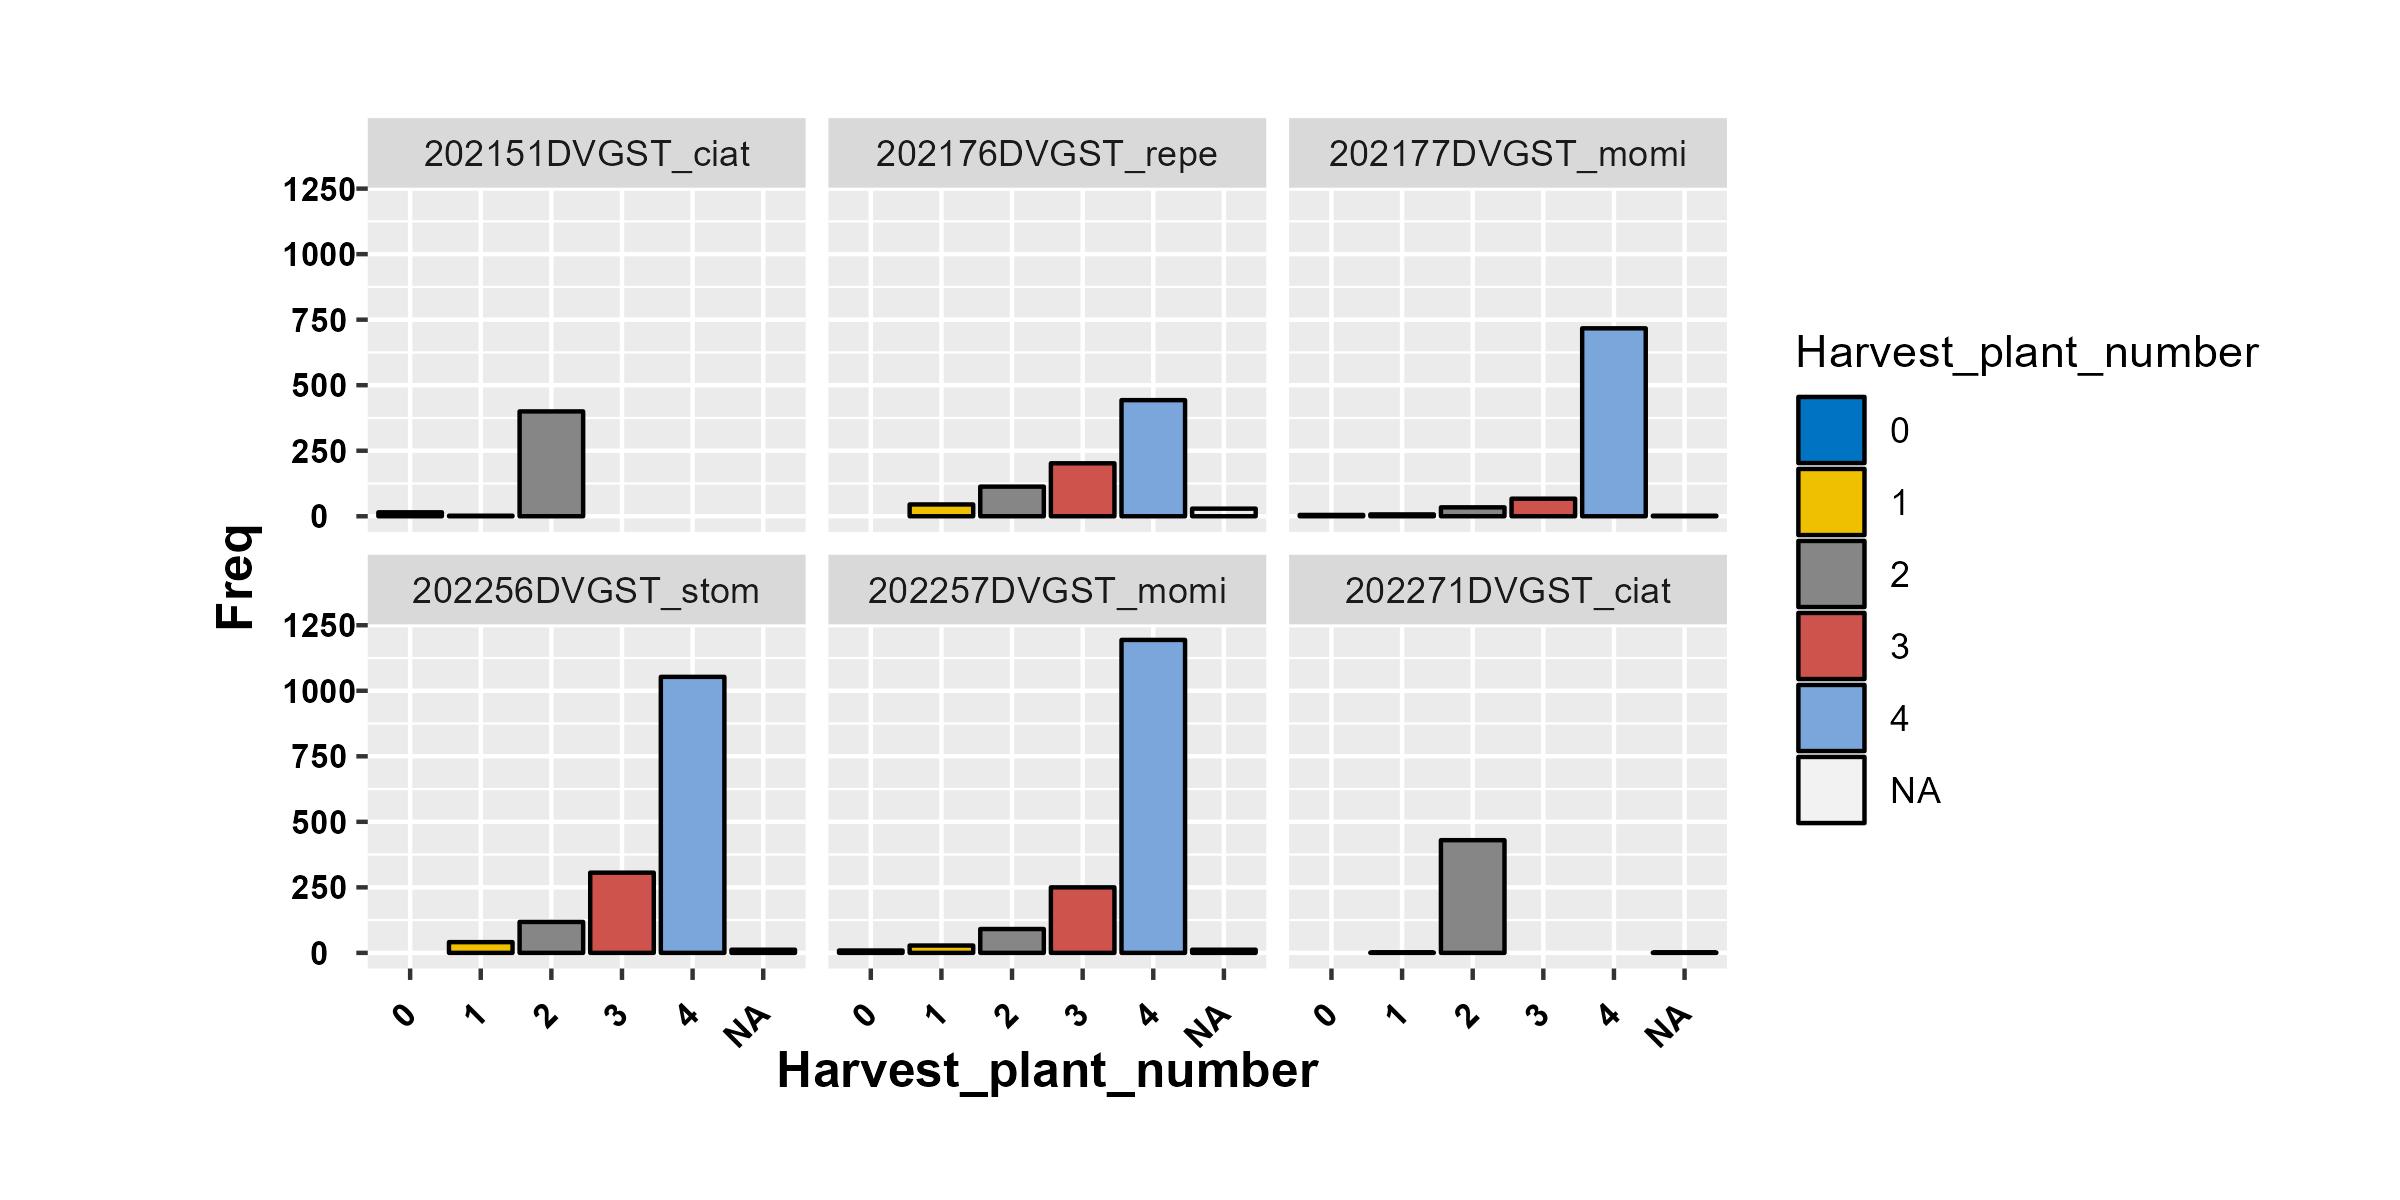 202151DVGST_ciat 202176DVGST_repe 202177DVGST_momi
1250
1000
750
500
250
0
Freq
202256DVGST_stom 202257DVGST_momi 202271DVGST_ciat
1250
1000
750
500
250
0
0 1 2 3 4 NA 0 1 2 3 4 NA 0 1 2 3 4 NA
Harvest_plant_number
Harvest_plant_number
0
1
2
3
4
NA